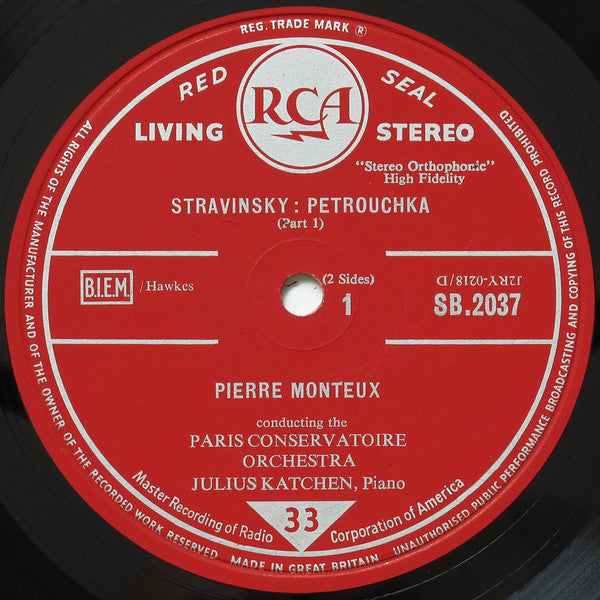 REG. TRADE MARK ®
RED SEAL
RCA
LIVING STEREO
"Stereo Orthophonic"
High Fidelity
STRAVINSKY : PETROUCHKA
(Part 1)
B.I.E.M. /Hawkes
(2 Sides)
1
J2RY-0218/D
SB.2037
PIERRE MONTEUX
conducting the
PARIS CONSERVATOIRE
ORCHESTRA
JULIUS KATCHEN, Piano
Master Recording of Radio Corporation of America
33
ALL RIGHTS OF THE MANUFACTURER AND OF THE OWNER OF THE RECORDED WORK RESERVED
MADE IN GREAT BRITAIN
UNAUTHORISED PUBLIC PERFORMANCE BROADCASTING AND COPYING OF THIS RECORD PROHIBITED